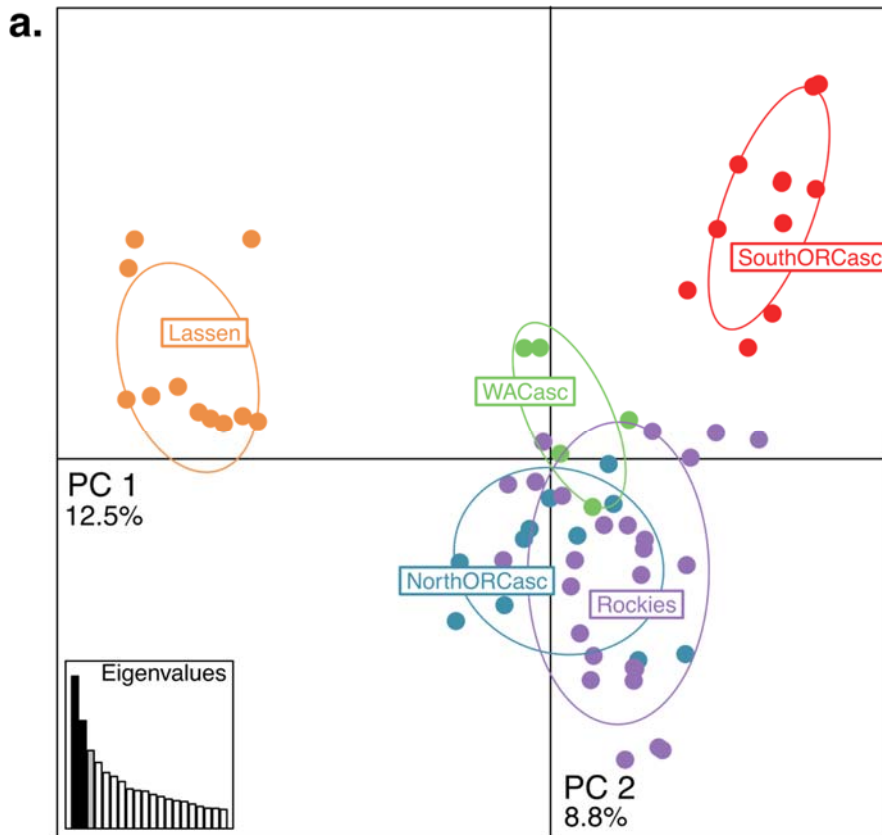 a.
SouthORCasc
Lassen
WACasc
PC 1
12.5%
NorthORCasc
Rockies
Eigenvalues
PC 2
8.8%